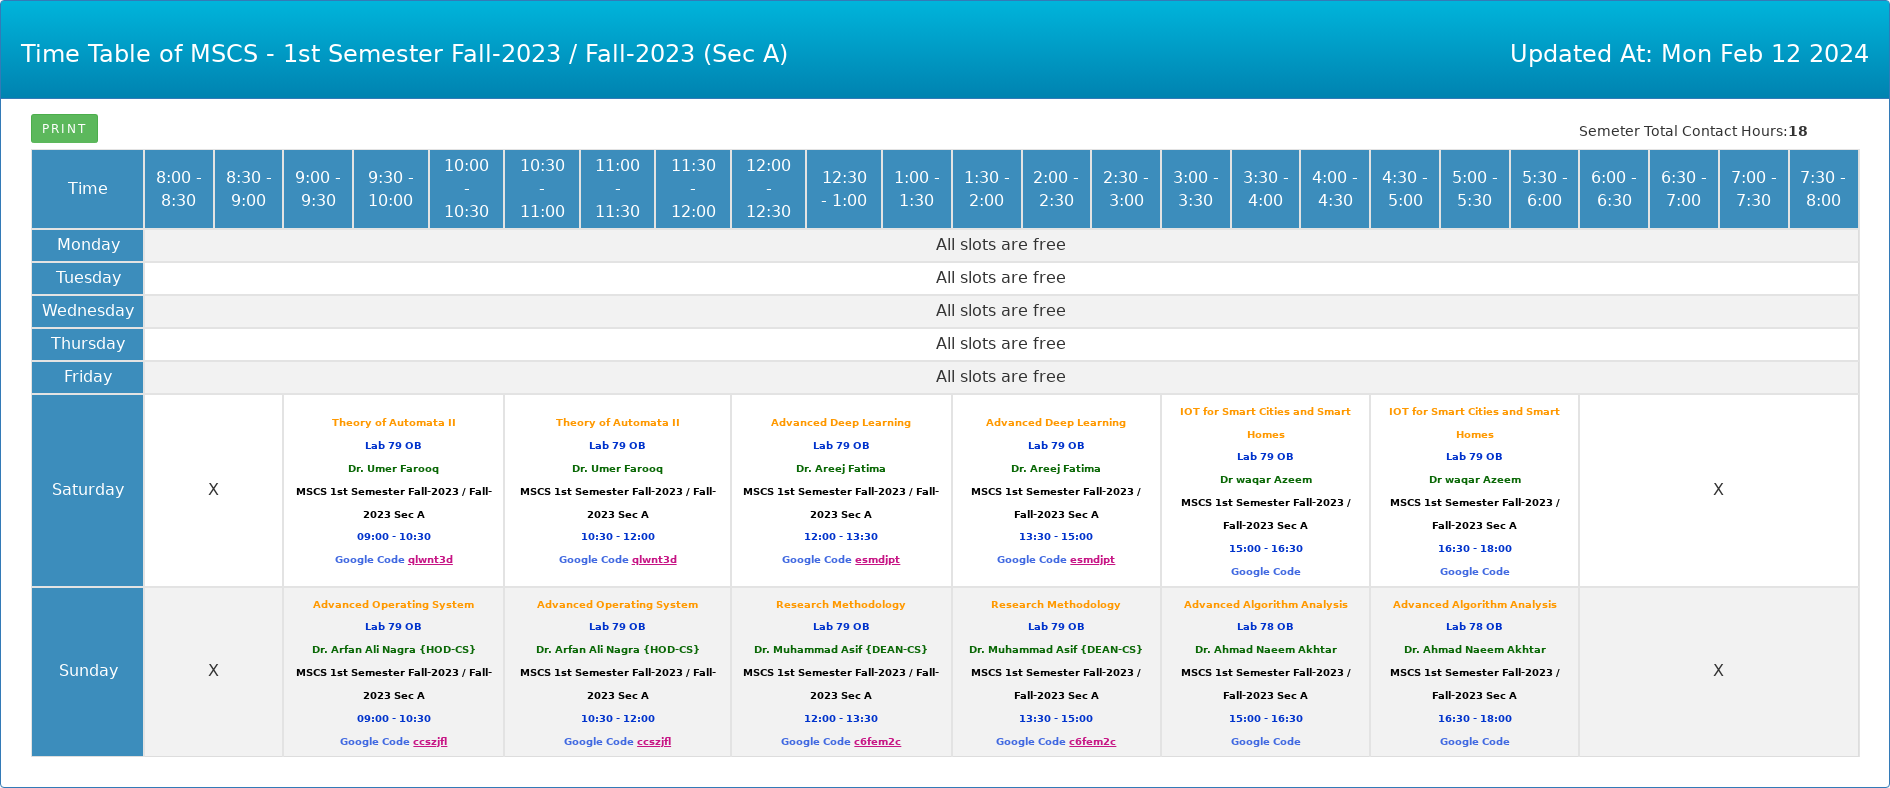 Time Table of MSCS - 1st Semester Fall-2023 / Fall-2023 (Sec A)
Updated At: Mon Feb 12 2024
PRINT
Semeter Total Contact Hours:18
Time
8:00 - 8:30
8:30 - 9:00
9:00 - 9:30
9:30 - 10:00
10:00 - 10:30
10:30 - 11:00
11:00 - 11:30
11:30 - 12:00
12:00 - 12:30
12:30 - 1:00
1:00 - 1:30
1:30 - 2:00
2:00 - 2:30
2:30 - 3:00
3:00 - 3:30
3:30 - 4:00
4:00 - 4:30
4:30 - 5:00
5:00 - 5:30
5:30 - 6:00
6:00 - 6:30
6:30 - 7:00
7:00 - 7:30
7:30 - 8:00
Monday
All slots are free
Tuesday
All slots are free
Wednesday
All slots are free
Thursday
All slots are free
Friday
All slots are free
Saturday
X
Theory of Automata II
Lab 79 OB
Dr. Umer Farooq
MSCS 1st Semester Fall-2023 / Fall-
2023 Sec A
09:00 - 10:30
Google Code qlwnt3d
Theory of Automata II
Lab 79 OB
Dr. Umer Farooq
MSCS 1st Semester Fall-2023 / Fall-
2023 Sec A
10:30 - 12:00
Google Code qlwnt3d
Advanced Deep Learning
Lab 79 OB
Dr. Areej Fatima
MSCS 1st Semester Fall-2023 / Fall-
2023 Sec A
12:00 - 13:30
Google Code esmdjpt
Advanced Deep Learning
Lab 79 OB
Dr. Areej Fatima
MSCS 1st Semester Fall-2023 /
Fall-2023 Sec A
13:30 - 15:00
Google Code esmdjpt
IOT for Smart Cities and Smart
Homes
Lab 79 OB
Dr waqar Azeem
MSCS 1st Semester Fall-2023 /
Fall-2023 Sec A
15:00 - 16:30
Google Code
IOT for Smart Cities and Smart
Homes
Lab 79 OB
Dr waqar Azeem
MSCS 1st Semester Fall-2023 /
Fall-2023 Sec A
16:30 - 18:00
Google Code
X
Sunday
X
Advanced Operating System
Lab 79 OB
Dr. Arfan Ali Nagra {HOD-CS}
MSCS 1st Semester Fall-2023 / Fall-
2023 Sec A
09:00 - 10:30
Google Code ccszjfl
Advanced Operating System
Lab 79 OB
Dr. Arfan Ali Nagra {HOD-CS}
MSCS 1st Semester Fall-2023 / Fall-
2023 Sec A
10:30 - 12:00
Google Code ccszjfl
Research Methodology
Lab 79 OB
Dr. Muhammad Asif {DEAN-CS}
MSCS 1st Semester Fall-2023 / Fall-
2023 Sec A
12:00 - 13:30
Google Code c6fem2c
Research Methodology
Lab 79 OB
Dr. Muhammad Asif {DEAN-CS}
MSCS 1st Semester Fall-2023 /
Fall-2023 Sec A
13:30 - 15:00
Google Code c6fem2c
Advanced Algorithm Analysis
Lab 78 OB
Dr. Ahmad Naeem Akhtar
MSCS 1st Semester Fall-2023 /
Fall-2023 Sec A
15:00 - 16:30
Google Code
Advanced Algorithm Analysis
Lab 78 OB
Dr. Ahmad Naeem Akhtar
MSCS 1st Semester Fall-2023 /
Fall-2023 Sec A
16:30 - 18:00
Google Code
X